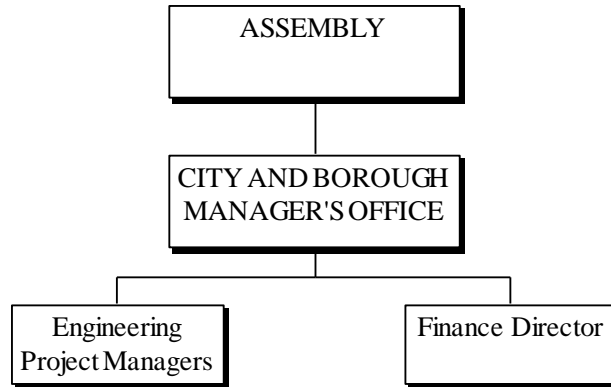 ASSEMBLY
CITY AND BOROUGH
MANAGER'S OFFICE
Engineering
Project Managers
Finance Director